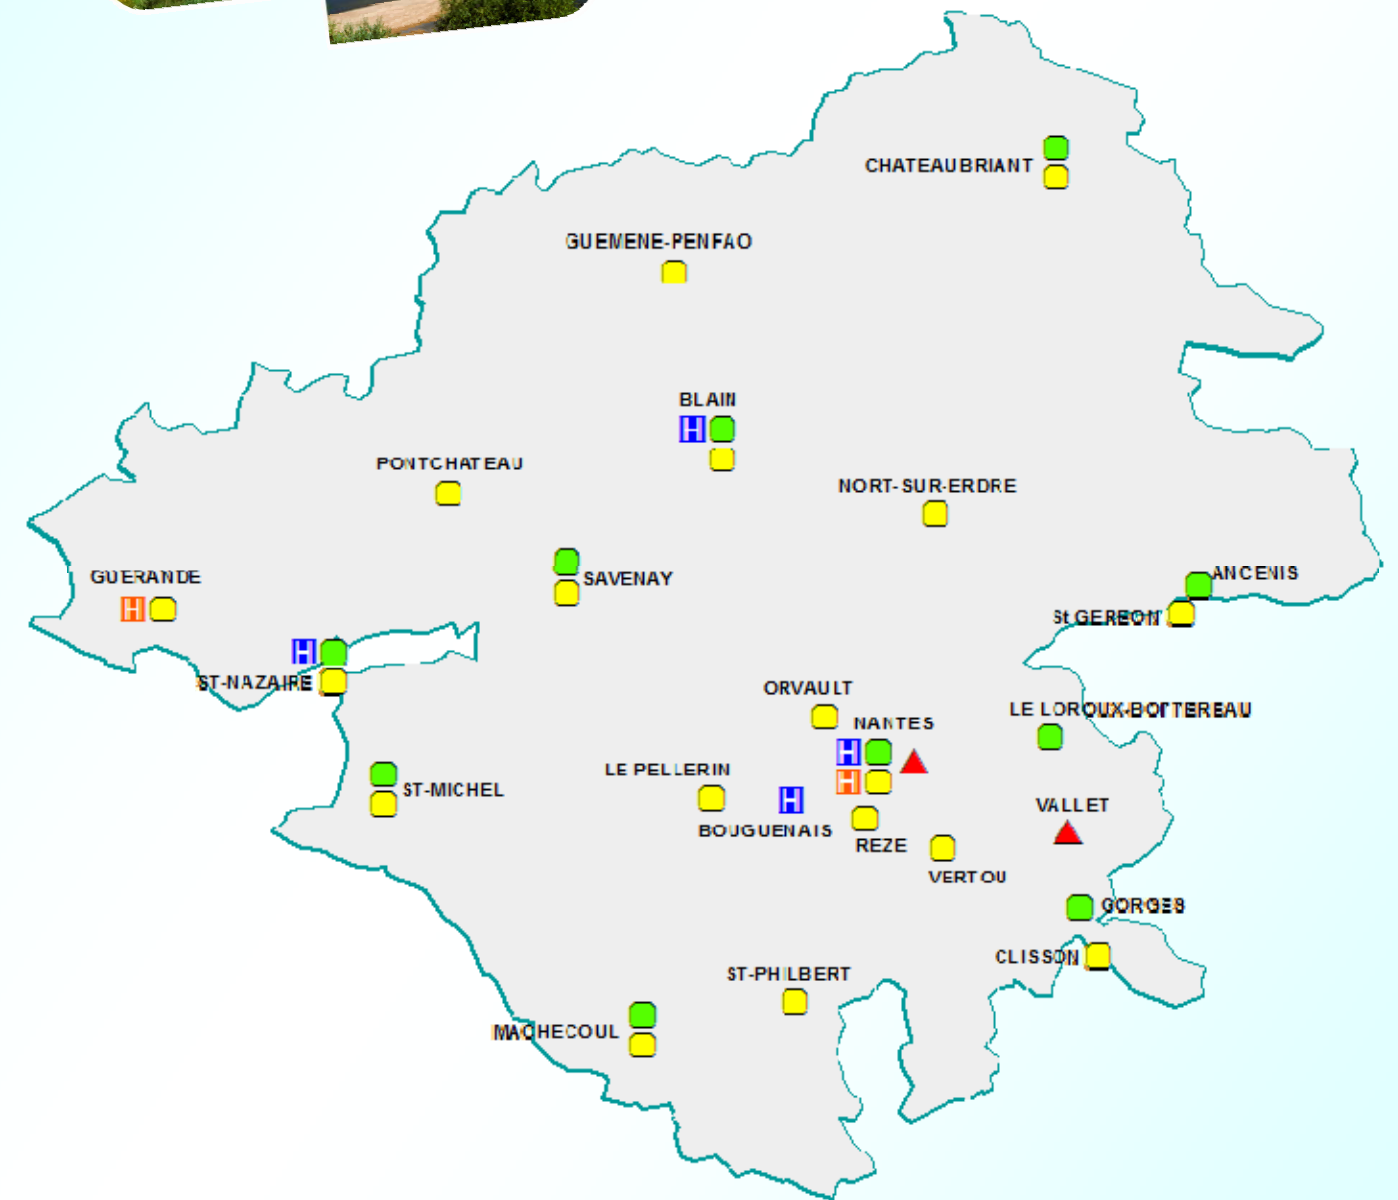 CHATEAUBRIANT
GUEMENE-PENFAO
BLAIN
H
PONTCHATEAU
NORT-SUR-ERDRE
GUERANDE
H
SAVENAY
ANCENIS
St GEREON
H
ST-NAZAIRE
ORVAULT
LE LOROUX-BOTTEREAU
NANTES
H
H
LE PELLERIN
ST-MICHEL
H
BOUGUENAIS
VALLET
REZE
VERTOU
GORGES
CLISSON
ST-PHILBERT
MACHECOUL